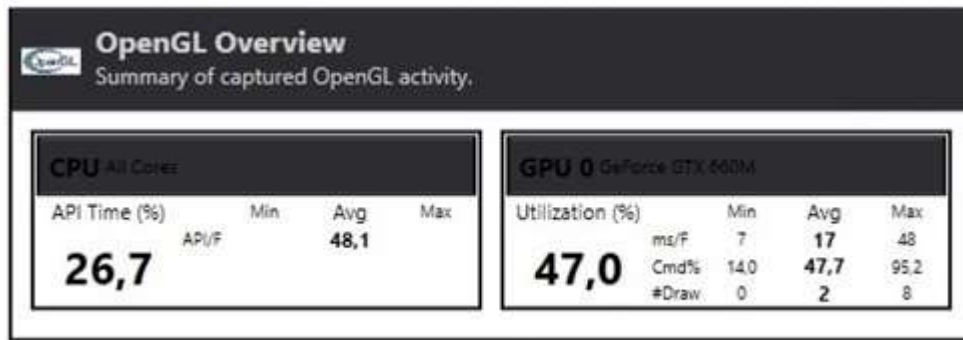 OpenGL
OpenGL Overview
Summary of captured OpenGL activity.
CPU All Cores
API Time (%) Min Avg Max
API/F 48,1
26,7
GPU 0 GeForce GTX 660M
Utilization (%) Min Avg Max
ms/F 7 17 48
47,0 Cmd% 14,0 47,7 95,2
#Draw 0 2 8